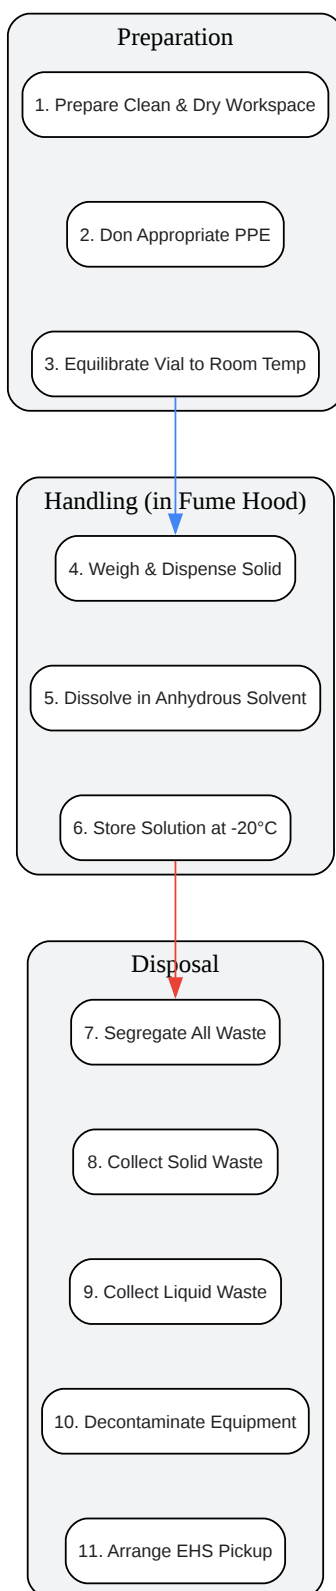 Preparation
1. Prepare Clean & Dry Workspace
2. Don Appropriate PPE
3. Equilibrate Vial to Room Temp
Handling (in Fume Hood)
4. Weigh & Dispense Solid
5. Dissolve in Anhydrous Solvent
6. Store Solution at -20°C
Disposal
7. Segregate All Waste
8. Collect Solid Waste
9. Collect Liquid Waste
10. Decontaminate Equipment
11. Arrange EHS Pickup